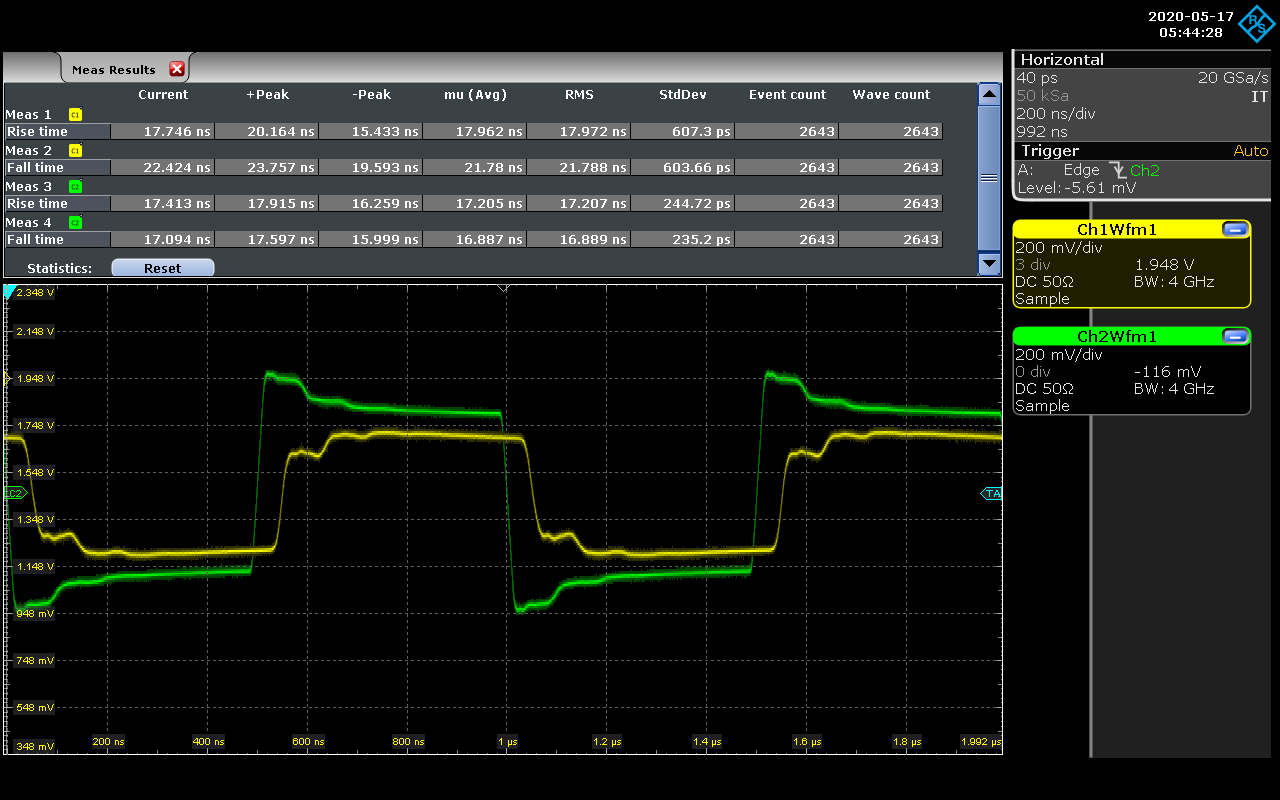 2020-05-17
05:44:28
R&S
Meas Results
Current +Peak -Peak mu (Avg) RMS StdDev Event count Wave count
Meas 1 C1
Rise time 17.746 ns 20.164 ns 15.433 ns 17.962 ns 17.972 ns 607.3 ps 2643 2643
Meas 2 C1
Fall time 22.424 ns 23.757 ns 19.593 ns 21.78 ns 21.788 ns 603.66 ps 2643 2643
Meas 3 C2
Rise time 17.413 ns 17.915 ns 16.259 ns 17.205 ns 17.207 ns 244.72 ps 2643 2643
Meas 4 C2
Fall time 17.094 ns 17.597 ns 15.999 ns 16.887 ns 16.889 ns 235.2 ps 2643 2643
Statistics: Reset
Horizontal
40 ps 20 GSa/s
50 kSa IT
200 ns/div
992 ns
Trigger Auto
A: Edge Ch2
Level: -5.61 mV
Ch1Wfm1
200 mV/div
3 div 1.948 V
DC 50Ω BW: 4 GHz
Sample
Ch2Wfm1
200 mV/div
0 div -116 mV
DC 50Ω BW: 4 GHz
Sample
2.348 V
2.148 V
1.948 V
1.748 V
1.548 V
C2
TA
1.348 V
1.148 V
948 mV
748 mV
548 mV
348 mV
200 ns 400 ns 600 ns 800 ns 1 µs 1.2 µs 1.4 µs 1.6 µs 1.8 µs 1.992 µs